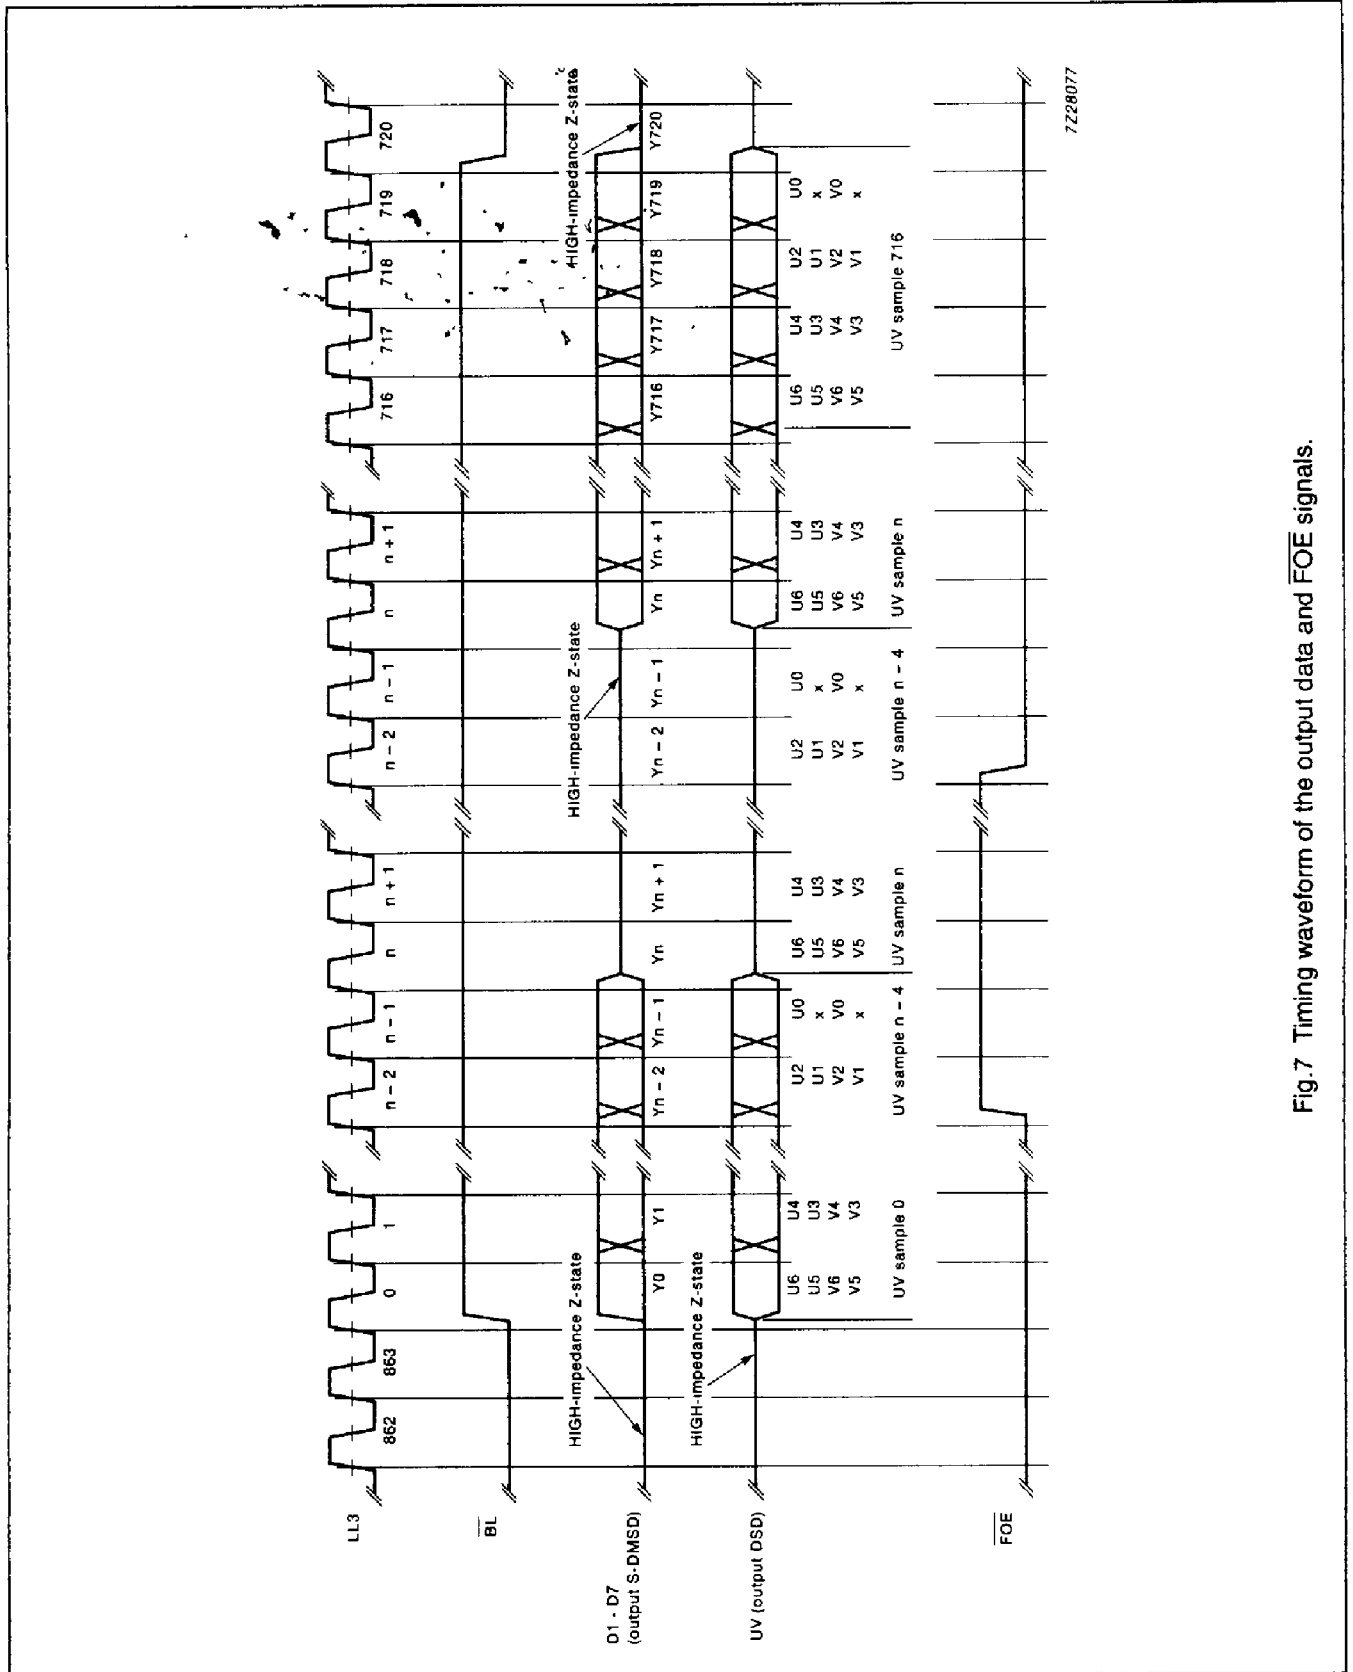 LL3
862 863 0 1 n - 2 n - 1 n n + 1 n - 2 n - 1 n n + 1 716 717 718 719 720
BL
HIGH-impedance Z-state
HIGH-impedance Z-state
HIGH-impedance Z-state
D1 - D7
(output S-DMSD)
Y0 Y1 Yn - 2 Yn - 1 Yn Yn + 1 Yn - 2 Yn - 1 Yn Yn + 1 Y716 Y717 Y718 Y719 Y720
HIGH-impedance Z-state
UV (output DSD)
U6 U4 U2 U0 U6 U4 U2 U0 U6 U4 U6 U4 U2 U0
U5 U3 U1 x U5 U3 U1 x U5 U3 U5 U3 U1 x
V6 V4 V2 V0 V6 V4 V2 V0 V6 V4 V6 V4 V2 V0
V5 V3 V1 x V5 V3 V1 x V5 V3 V5 V3 V1 x
UV sample 0 UV sample n - 4 UV sample n UV sample n - 4 UV sample n UV sample 716
FOE
7Z28077
Fig.7 Timing waveform of the output data and FOE signals.